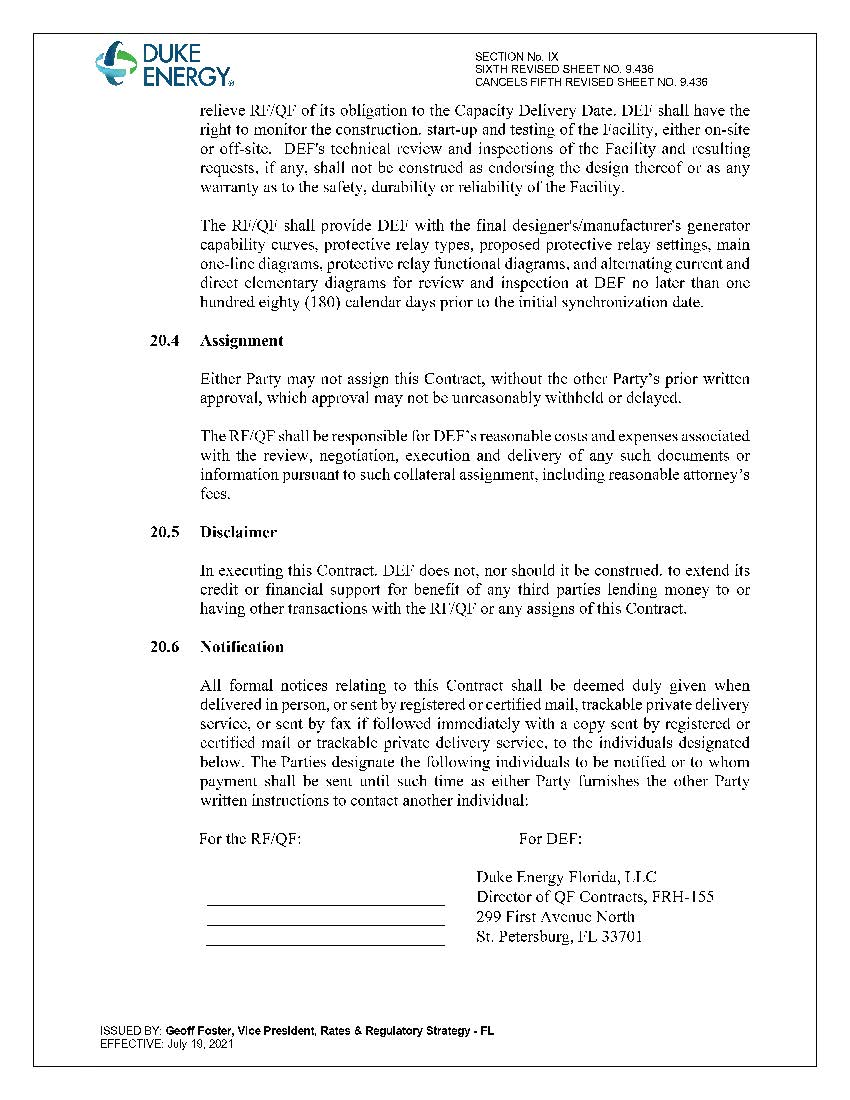 DUKE
ENERGY®
SECTION No. IX
SIXTH REVISED SHEET NO. 9.436
CANCELS FIFTH REVISED SHEET NO. 9.436
relieve RF/QF of its obligation to the Capacity Delivery Date. DEF shall have the
right to monitor the construction, start-up and testing of the Facility, either on-site
or off-site. DEF's technical review and inspections of the Facility and resulting
requests, if any, shall not be construed as endorsing the design thereof or as any
warranty as to the safety, durability or reliability of the Facility.
The RF/QF shall provide DEF with the final designer's/manufacturer's generator
capability curves, protective relay types, proposed protective relay settings, main
one-line diagrams, protective relay functional diagrams, and alternating current and
direct elementary diagrams for review and inspection at DEF no later than one
hundred eighty (180) calendar days prior to the initial synchronization date.
20.4 Assignment
Either Party may not assign this Contract, without the other Party's prior written
approval, which approval may not be unreasonably withheld or delayed.
The RF/QF shall be responsible for DEF's reasonable costs and expenses associated
with the review, negotiation, execution and delivery of any such documents or
information pursuant to such collateral assignment, including reasonable attorney's
fees.
20.5 Disclaimer
In executing this Contract, DEF does not, nor should it be construed, to extend its
credit or financial support for benefit of any third parties lending money to or
having other transactions with the RF/QF or any assigns of this Contract.
20.6 Notification
All formal notices relating to this Contract shall be deemed duly given when
delivered in person, or sent by registered or certified mail, trackable private delivery
service, or sent by fax if followed immediately with a copy sent by registered or
certified mail or trackable private delivery service, to the individuals designated
below. The Parties designate the following individuals to be notified or to whom
payment shall be sent until such time as either Party furnishes the other Party
written instructions to contact another individual:
For the RF/QF: For DEF:
Duke Energy Florida, LLC
Director of QF Contracts, FRH-155
299 First Avenue North
St. Petersburg, FL 33701
ISSUED BY: Geoff Foster, Vice President, Rates & Regulatory Strategy - FL
EFFECTIVE: July 19, 2021